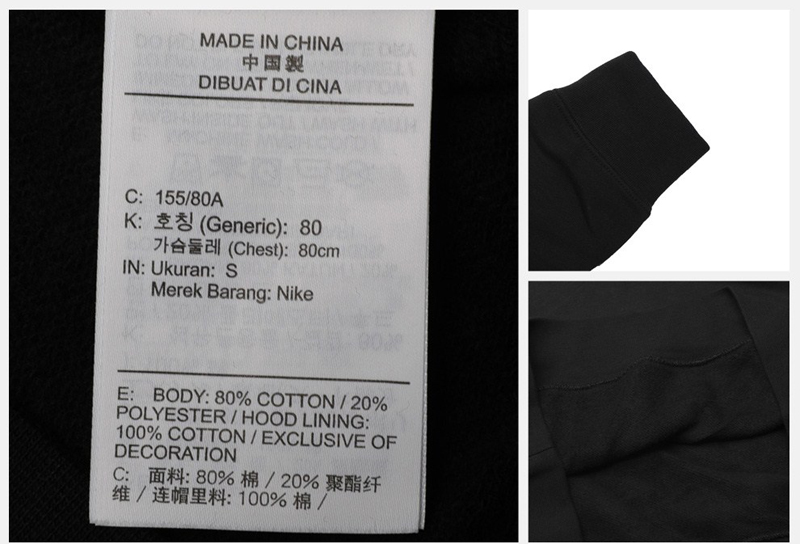 MADE IN CHINA
中国製
DIBUAT DI CINA
C: 155/80A
K: 호칭 (Generic): 80
가슴둘레 (Chest): 80cm
IN: Ukuran: S
Merek Barang: Nike
E: BODY: 80% COTTON / 20%
POLYESTER / HOOD LINING:
100% COTTON / EXCLUSIVE OF
DECORATION
C: 面料: 80% 棉 / 20% 聚酯纤
维 / 连帽里料: 100% 棉 /